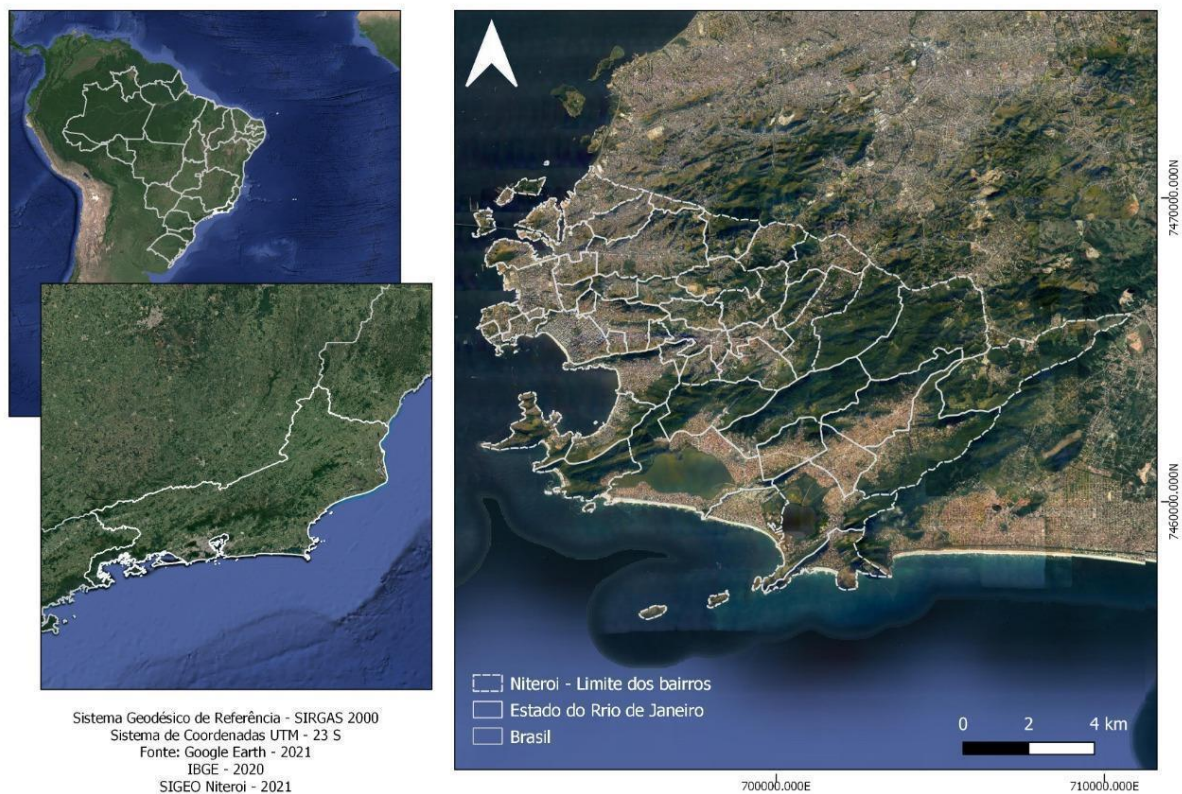 7470000.000N
7460000.000N
Niteroi - Limite dos bairros
Estado do Rrio de Janeiro
Brasil
0 2 4 km
700000.000E 710000.000E
Sistema Geodésico de Referência - SIRGAS 2000
Sistema de Coordenadas UTM - 23 S
Fonte: Google Earth - 2021
IBGE - 2020
SIGEO Niteroi - 2021